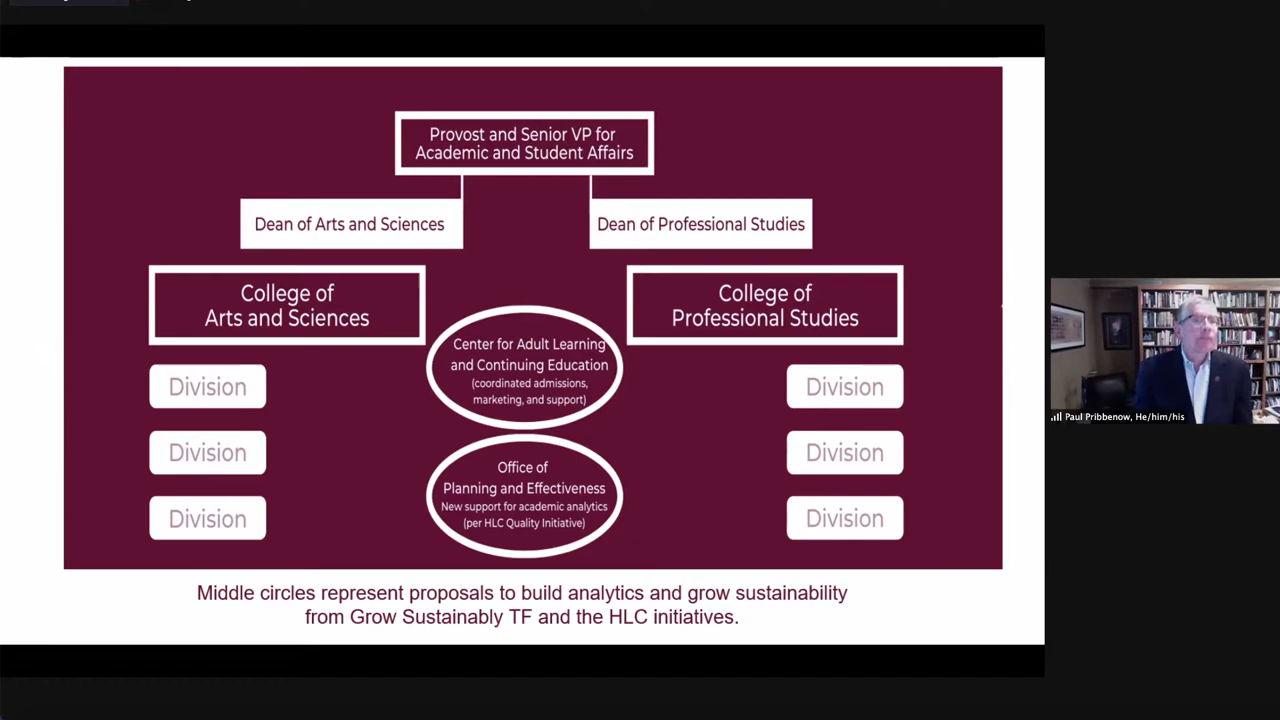 Provost and Senior VP for
Academic and Student Affairs
Dean of Arts and Sciences
Dean of Professional Studies
College of
Arts and Sciences
College of
Professional Studies
Center for Adult Learning
and Continuing Education
(coordinated admissions,
marketing, and support)
Division
Division
Division
Office of
Planning and Effectiveness
New support for academic analytics
(per HLC Quality Initiative)
Division
Division
Division
Middle circles represent proposals to build analytics and grow sustainability
from Grow Sustainably TF and the HLC initiatives.
Paul Pribbenow, He/him/his